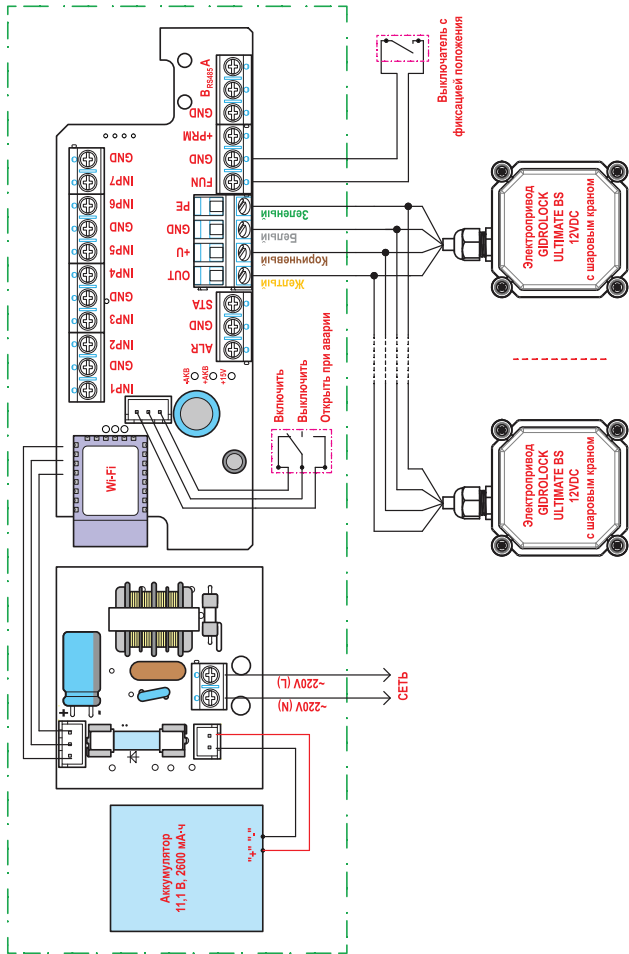 GND
INP7
INP6
GND
INP5
INP4
GND
INP3
INP2
GND
INP1
Wi-Fi
-АКВ
+АКВ
+15V
A
RS485
B
GND
+PRM
GND
FUN
PE
GND
+U
OUT
STA
GND
ALR
Зеленый
Белый
Коричневый
Желтый
Включить
Выключить
Открыть при аварии
Выключатель с
фиксацией положения
Электропривод
GIDROLOCK
ULTIMATE BS
12VDC
с шаровым краном
Электропривод
GIDROLOCK
ULTIMATE BS
12VDC
с шаровым краном
+
-
~220V (L)
~220V (N)
СЕТЬ
Аккумулятор
11,1 В, 2600 мА·ч
"+" "-"